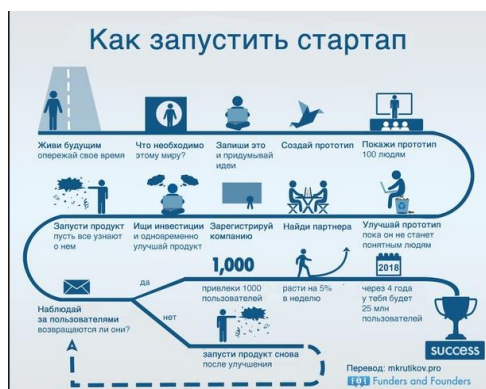 Как запустить стартап
Живи будущим
опережай свое время
Что необходимо
этому миру?
Запиши это
и придумывай
идеи
Создай прототип
Покажи прототип
100 людям
Запусти продукт
пусть все узнают
о нем
Ищи инвестиции
и одновременно
улучшай продукт
Зарегистрируй
компанию
Найди партнера
Улучшай прототип
пока он не станет
понятным людям
Наблюдай
за пользователями
возвращаются ли они?
да
нет
1,000
привлеки 1000
пользователей
расти на 5%
в неделю
2018
через 4 года
у тебя будет
25 млн
пользователей
success
запусти продукт снова
после улучшения
Перевод: mkrutikov.pro
Funders and Founders